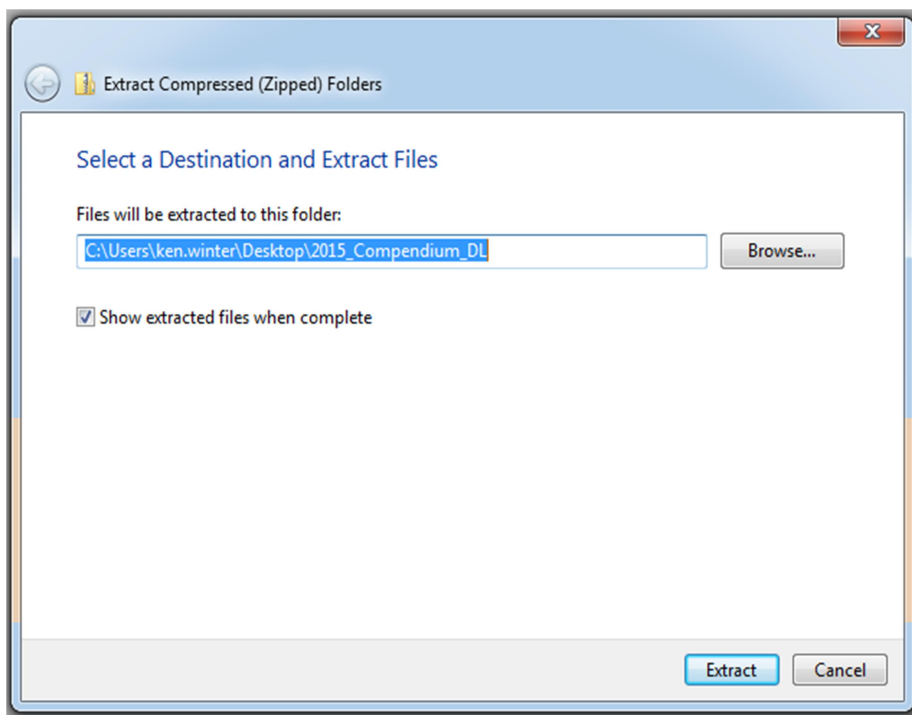 Extract Compressed (Zipped) Folders
Select a Destination and Extract Files
Files will be extracted to this folder:
C:\Users\ken.winter\Desktop\2015_Compendium_DL
Browse...
Show extracted files when complete
Extract
Cancel